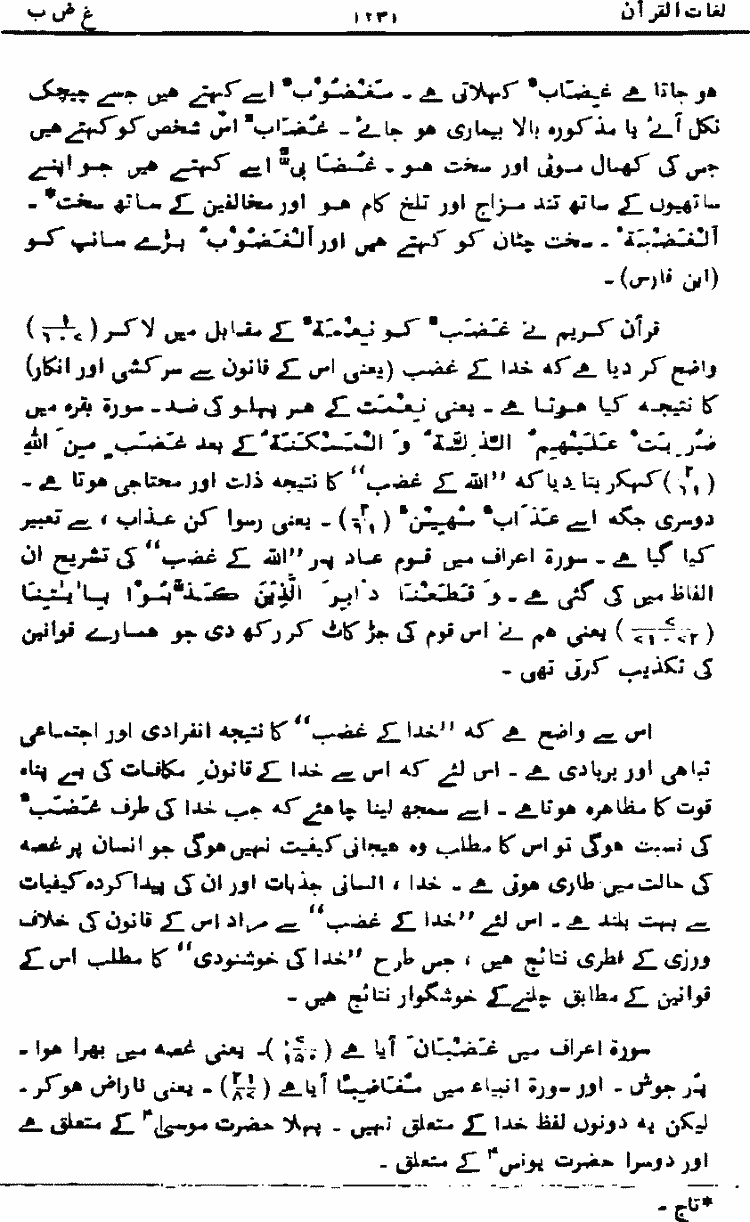 لغات القرآن ۱۲۳۱ غ ض ب
ہو جاتا ہے غِضَابٌ* کہلاتی ہے ۔ مَغْضُوْبٌ* اسے کہتے ہیں جسے چیچک
نکل آئے یا مذکورہ بالا بیماری ہو جائے* ۔ غُضَابٌ* اس شخص کو کہتے ہیں
جس کی کھال موٹی اور سخت ہو ۔ غُضَابِیٌّ* اسے کہتے ہیں جو اپنے
ساتھیوں کے ساتھ تند مزاج اور تلخ کام ہو اور مخالفین کے ساتھ سخت* ۔
اَلْغَضْبَةُ ۔ سخت چٹان کو کہتے ہیں اور اَلْغَضُوْبُ بڑے سانپ کو
(ابن فارس) ۔
قرآن کریم نے غَضَبٌ کو نِعْمَةٌ کے مقابل میں لا کر (۱/۶-۷)
واضح کر دیا ہے کہ خدا کے غضب (یعنی اس کے قانون سے سرکشی اور انکار)
کا نتیجہ کیا ہوتا ہے ۔ یعنی نِعْمَت کے ہر پہلو کی ضد ۔ سورۃ بقرہ میں
ضُرِبَتْ عَلَیْهِمُ الذِّلَّةُ وَ الْمَسْکَنَةُ کے بعد غَضَبٍ مِنَ اللّٰهِ
(۲/۶۱) کہکر بتا دیا کہ ”اللہ کے غضب“ کا نتیجہ ذلت اور محتاجی ہوتا ہے ۔
دوسری جگہ اسے عَذَابٌ مُّهِیْنٌ (۲/۹۰) ۔ یعنی رسوا کن عذاب ، سے تعبیر
کیا گیا ہے ۔ سورۃ اعراف میں قوم عاد پر ”اللہ کے غضب“ کی تشریح ان
الفاظ میں کی گئی ہے ۔ وَ قَطَعْنَا دَابِرَ الَّذِیْنَ کَذَّبُوْا بِاٰیٰتِنَا
(۷/۷۱-۷۲) یعنی ہم نے اس قوم کی جڑ کاٹ کر رکھ دی جو ہمارے قوانین
کی تکذیب کرتی تھی ۔
اس سے واضح ہے کہ ”خدا کے غضب“ کا نتیجہ انفرادی اور اجتماعی
تباہی اور بربادی ہے ۔ اس لئے کہ اس سے خدا کے قانونِ مکافات کی بے پناہ
قوت کا مظاہرہ ہوتا ہے ۔ اسے سمجھ لینا چاہئے کہ جب خدا کی طرف غَضَبٌ
کی نسبت ہوگی تو اس کا مطلب وہ ہیجانی کیفیت نہیں ہوگی جو انسان پر غصہ
کی حالت میں طاری ہوتی ہے ۔ خدا ، انسانی جذبات اور ان کی پیدا کردہ کیفیات
سے بہت بلند ہے ۔ اس لئے ”خدا کے غضب“ سے مراد اس کے قانون کی خلاف
ورزی کے فطری نتائج ہیں ، جس طرح ”خدا کی خوشنودی“ کا مطلب اس کے
قوانین کے مطابق چلنے کے خوشگوار نتائج ہیں ۔
سورۃ اعراف میں غَضْبَانَ آیا ہے (۷/۱۵۰) ۔ یعنی غصہ میں بھرا ہوا ۔
پُر جوش ۔ اور سورۃ انبیاء میں مُغَاضِبًا آیا ہے (۲۱/۸۷) ۔ یعنی ناراض ہو کر ۔
لیکن یہ دونوں لفظ خدا کے متعلق نہیں ۔ پہلا حضرت موسیٰؑ کے متعلق ہے
اور دوسرا حضرت یونسؑ کے متعلق ۔
*تاج ۔